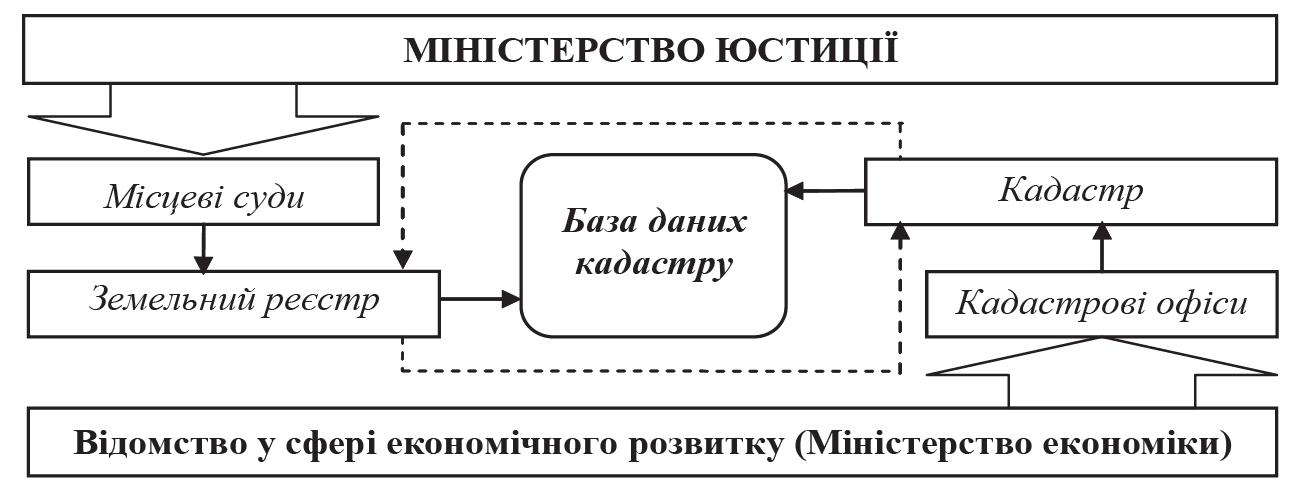 МІНІСТЕРСТВО ЮСТИЦІЇ
Місцеві суди
Земельний реєстр
База даних
кадастру
Кадастр
Кадастрові офіси
Відомство у сфері економічного розвитку (Міністерство економіки)